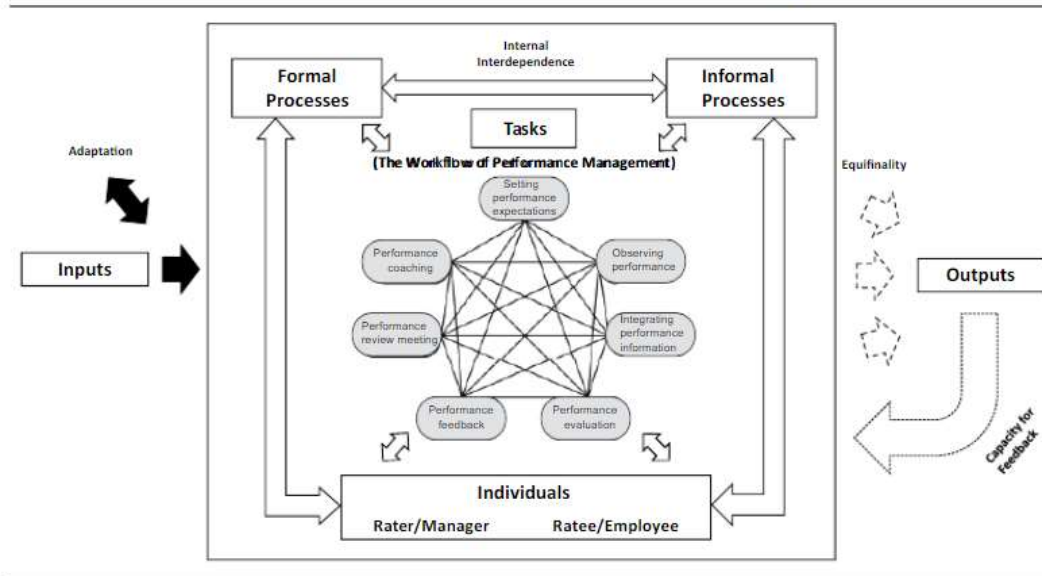 Internal
Interdependence
Formal
Processes
Informal
Processes
Tasks
(The Workflow of Performance Management)
Adaptation
Equifinality
Setting
performance
expectations
Performance
coaching
Observing
performance
Inputs
Outputs
Performance
review meeting
Integrating
performance
information
Performance
feedback
Performance
evaluation
Capacity for
Feedback
Individuals
Rater/Manager
Ratee/Employee